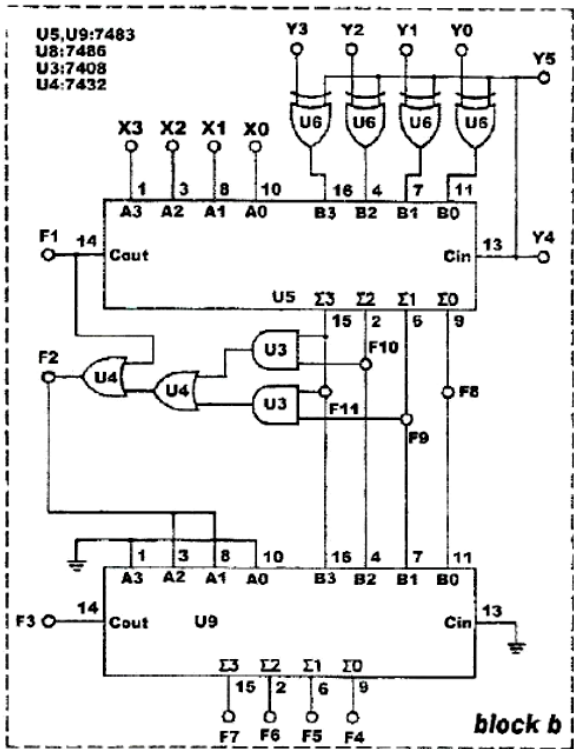 U5,U9:7483
U8:7486
U3:7408
U4:7432
Y3 Y2 Y1 Y0
Y5
U6 U6 U6 U6
X3 X2 X1 X0
1 3 8 10 16 4 7 11
A3 A2 A1 A0 B3 B2 B1 B0
F1 14 Cout Cin 13 Y4
U5 Σ3 Σ2 Σ1 Σ0
15 2 6 9
U3 F10
F2 U4 U4 U3 F11 F8
F9
1 3 8 10 16 4 7 11
A3 A2 A1 A0 B3 B2 B1 B0
F3 14 Cout U9 Cin 13
Σ3 Σ2 Σ1 Σ0
15 2 6 9
F7 F6 F5 F4
block b